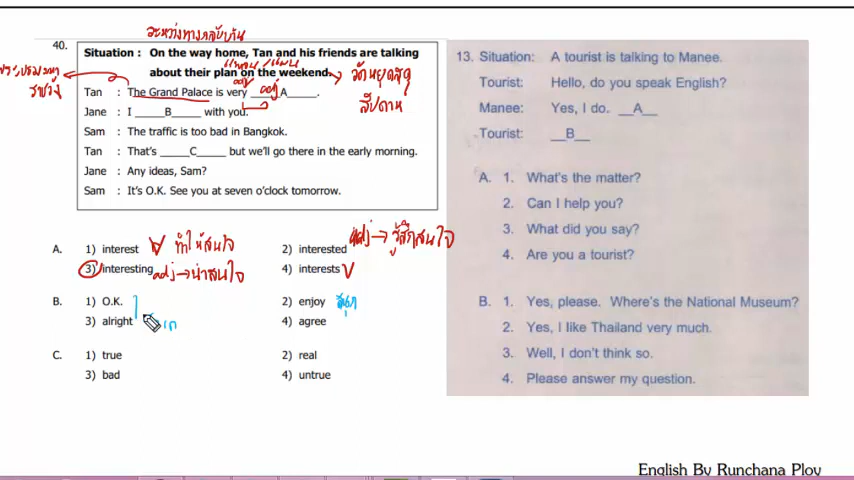 ระหว่างทางกลับบ้าน
40.
Situation : On the way home, Tan and his friends are talking
about their plan on the weekend.
วันหยุดสุด
สัปดาห์
Tan : The Grand Palace is very ____A____.
adj
Jane : I ____B____ with you.
Sam : The traffic is too bad in Bangkok.
Tan : That's ____C____ but we'll go there in the early morning.
Jane : Any ideas, Sam?
Sam : It's O.K. See you at seven o'clock tomorrow.
A. 1) interest v ทำให้สนใจ 2) interested adj → รู้สึกสนใจ
3) interesting adj → น่าสนใจ 4) interests v
B. 1) O.K. 2) enjoy สนุก
3) alright 4) agree
C. 1) true 2) real
3) bad 4) untrue
13. Situation: A tourist is talking to Manee.
Tourist: Hello, do you speak English?
Manee: Yes, I do. __A__
Tourist: __B__
A. 1. What's the matter?
2. Can I help you?
3. What did you say?
4. Are you a tourist?
B. 1. Yes, please. Where's the National Museum?
2. Yes, I like Thailand very much.
3. Well, I don't think so.
4. Please answer my question.
English By Runchana Ploy